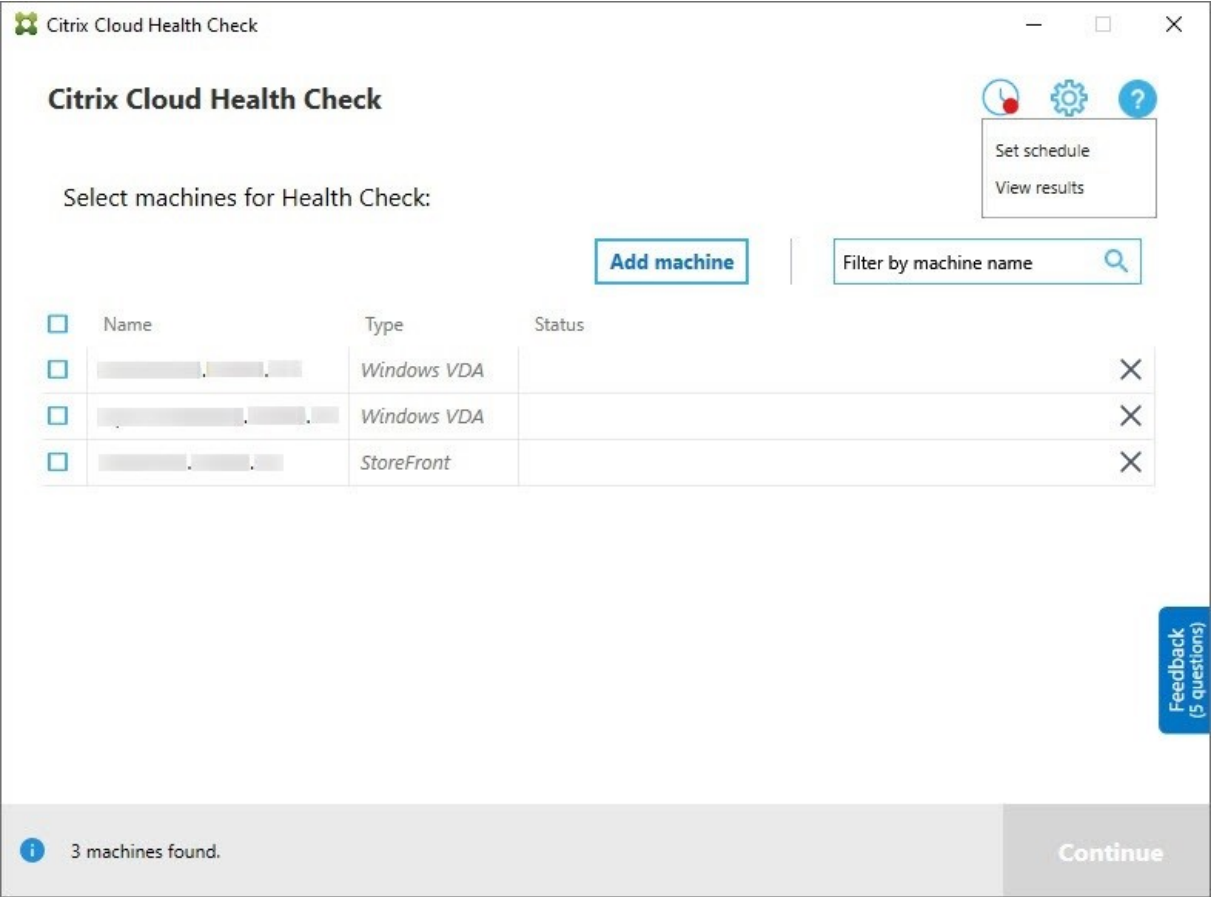 Citrix Cloud Health Check
Citrix Cloud Health Check
?
Set schedule
View results
Select machines for Health Check:
Add machine
Filter by machine name
Name Type Status
Windows VDA
Windows VDA
StoreFront
Feedback
(5 questions)
3 machines found.
Continue